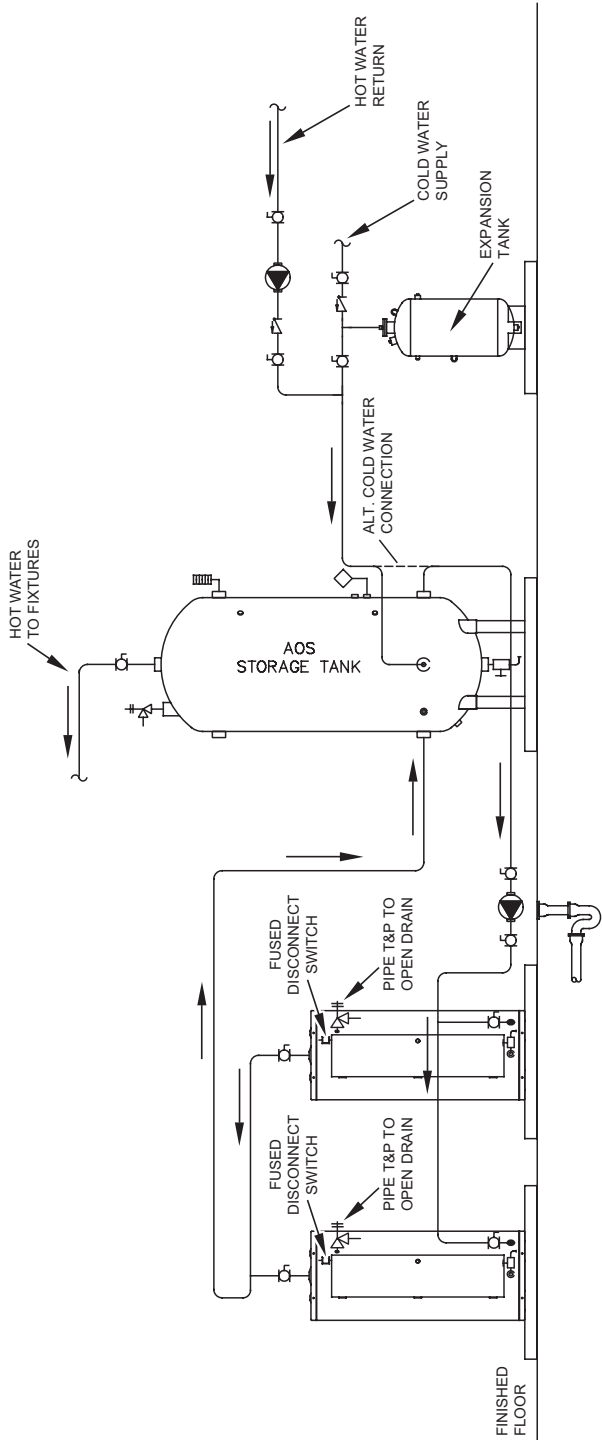 HOT WATER
TO FIXTURES
HOT WATER
RETURN
COLD WATER
SUPPLY
AOS
STORAGE TANK
ALT. COLD WATER
CONNECTION
EXPANSION
TANK
FUSED
DISCONNECT
SWITCH
PIPE T&P TO
OPEN DRAIN
FUSED
DISCONNECT
SWITCH
PIPE T&P TO
OPEN DRAIN
FINISHED
FLOOR